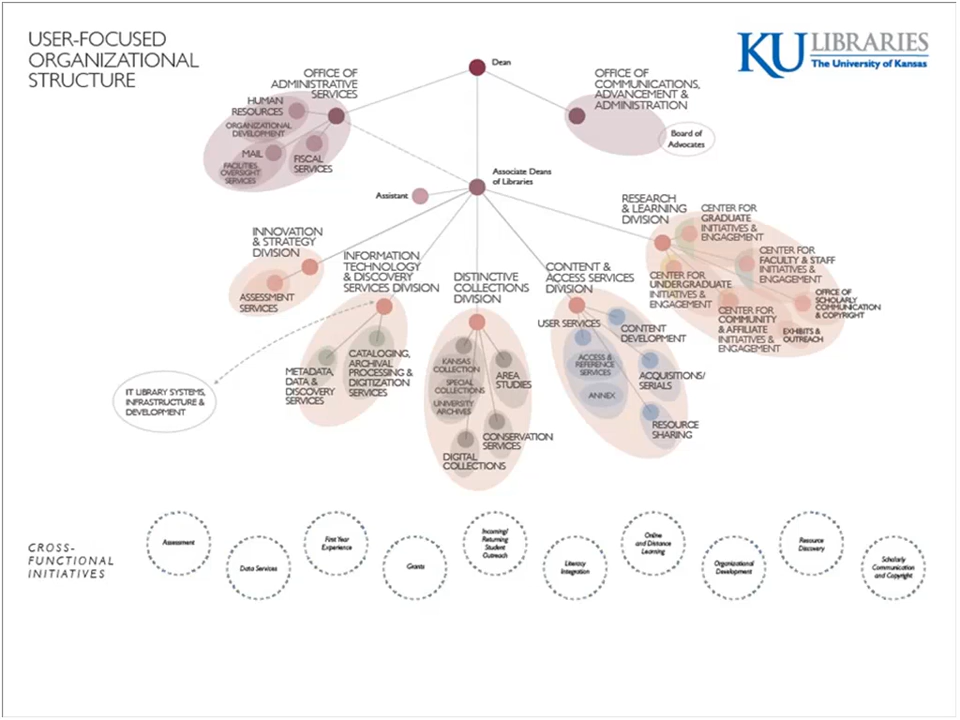 USER-FOCUSED
ORGANIZATIONAL
STRUCTURE
KU LIBRARIES
The University of Kansas
Dean
OFFICE OF
ADMINISTRATIVE
SERVICES
HUMAN
RESOURCES
ORGANIZATIONAL
DEVELOPMENT
MAIL
FACILITIES
OVERSIGHT
SERVICES
FISCAL
SERVICES
OFFICE OF
COMMUNICATIONS,
ADVANCEMENT &
ADMINISTRATION
Board of
Advocates
Associate Deans
of Libraries
Assistant
INNOVATION
& STRATEGY
DIVISION
ASSESSMENT
SERVICES
INFORMATION
TECHNOLOGY
& DISCOVERY
SERVICES DIVISION
METADATA,
DATA &
DISCOVERY
SERVICES
CATALOGING,
ARCHIVAL
PROCESSING &
DIGITIZATION
SERVICES
IT LIBRARY SYSTEMS,
INFRASTRUCTURE &
DEVELOPMENT
DISTINCTIVE
COLLECTIONS
DIVISION
KANSAS
COLLECTION
SPECIAL
COLLECTIONS
UNIVERSITY
ARCHIVES
AREA
STUDIES
CONSERVATION
SERVICES
DIGITAL
COLLECTIONS
CONTENT &
ACCESS SERVICES
DIVISION
USER SERVICES
ACCESS &
REFERENCE
SERVICES
ANNEX
CONTENT
DEVELOPMENT
ACQUISITIONS/
SERIALS
RESOURCE
SHARING
RESEARCH
& LEARNING
DIVISION
CENTER FOR
GRADUATE
INITIATIVES &
ENGAGEMENT
CENTER FOR
FACULTY & STAFF
INITIATIVES &
ENGAGEMENT
CENTER FOR
UNDERGRADUATE
INITIATIVES &
ENGAGEMENT
CENTER FOR
COMMUNITY
& AFFILIATE
INITIATIVES &
ENGAGEMENT
OFFICE OF
SCHOLARLY
COMMUNICATION
& COPYRIGHT
EXHIBITS &
OUTREACH
CROSS-
FUNCTIONAL
INITIATIVES
Assessment
Data Services
First Year
Experience
Grants
Incoming/
Returning
Student
Outreach
Literacy
Integration
Online
and Distance
Learning
Organizational
Development
Resource
Discovery
Scholarly
Communication
and Copyright